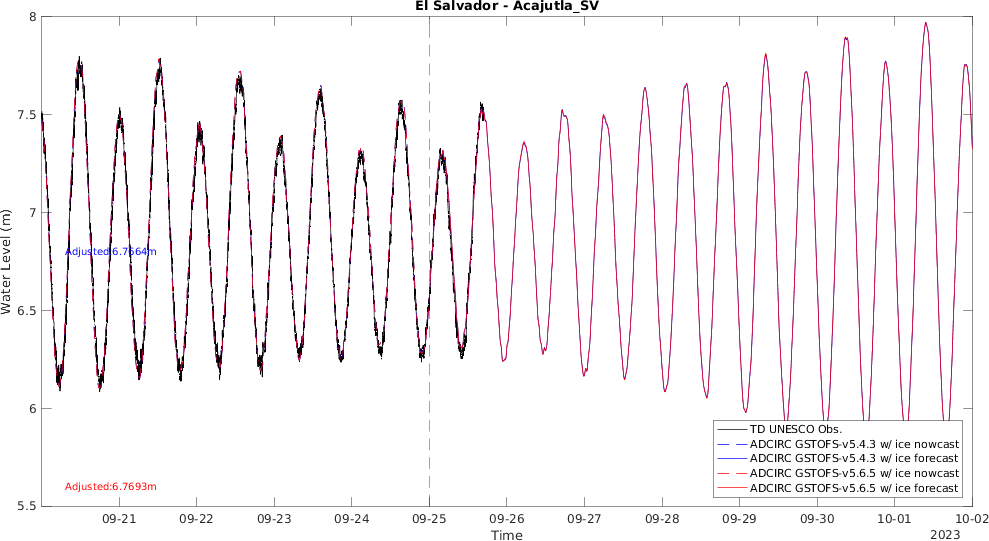 El Salvador - Acajutla_SV
8
7.5
7
6.5
6
5.5
Water Level (m)
Adjusted:6.7664m
Adjusted:6.7693m
TD UNESCO Obs.
ADCIRC GSTOFS-v5.4.3 w/ ice nowcast
ADCIRC GSTOFS-v5.4.3 w/ ice forecast
ADCIRC GSTOFS-v5.6.5 w/ ice nowcast
ADCIRC GSTOFS-v5.6.5 w/ ice forecast
09-21 09-22 09-23 09-24 09-25 09-26 09-27 09-28 09-29 09-30 10-01 10-02
Time
2023